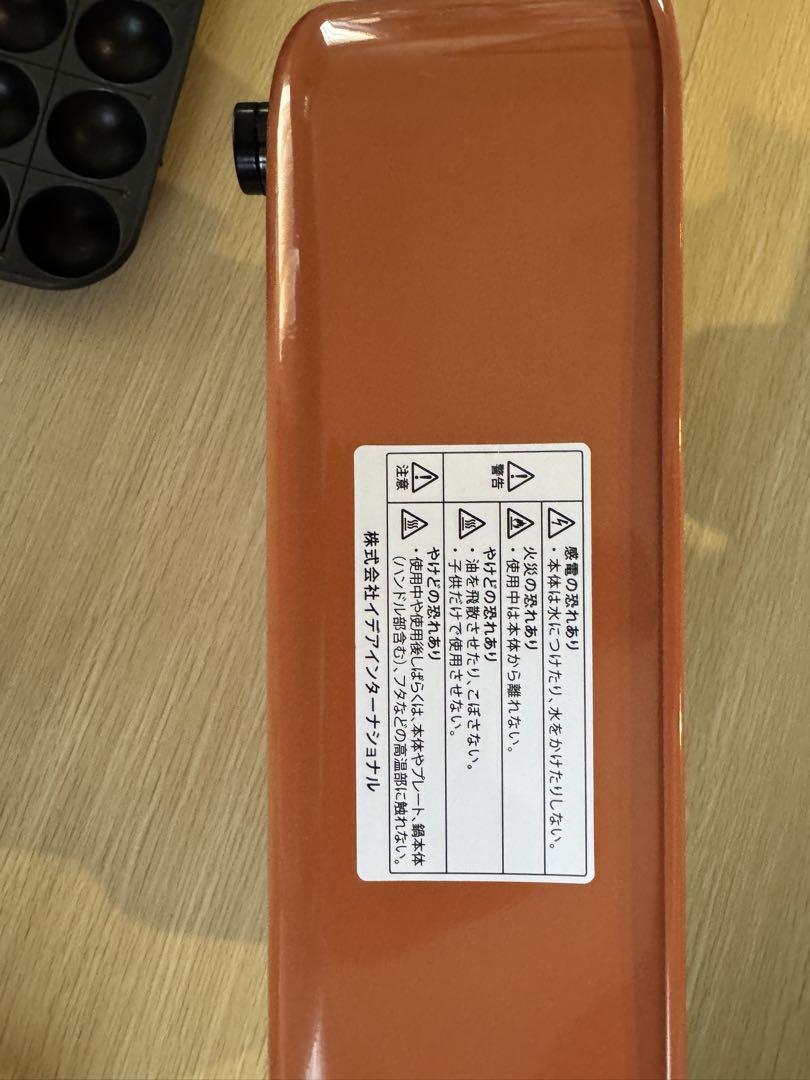 警告
感電の恐れあり
・本体は水につけたり、水をかけたりしない。
火災の恐れあり
・使用中は本体から離れない。
やけどの恐れあり
・油を飛散させたり、こぼさない。
・子供だけで使用させない。
注意
やけどの恐れあり
・使用中や使用後しばらくは、本体やプレート、鍋本体
(ハンドル部含む)、フタなどの高温部に触れない。
株式会社イデアインターナショナル